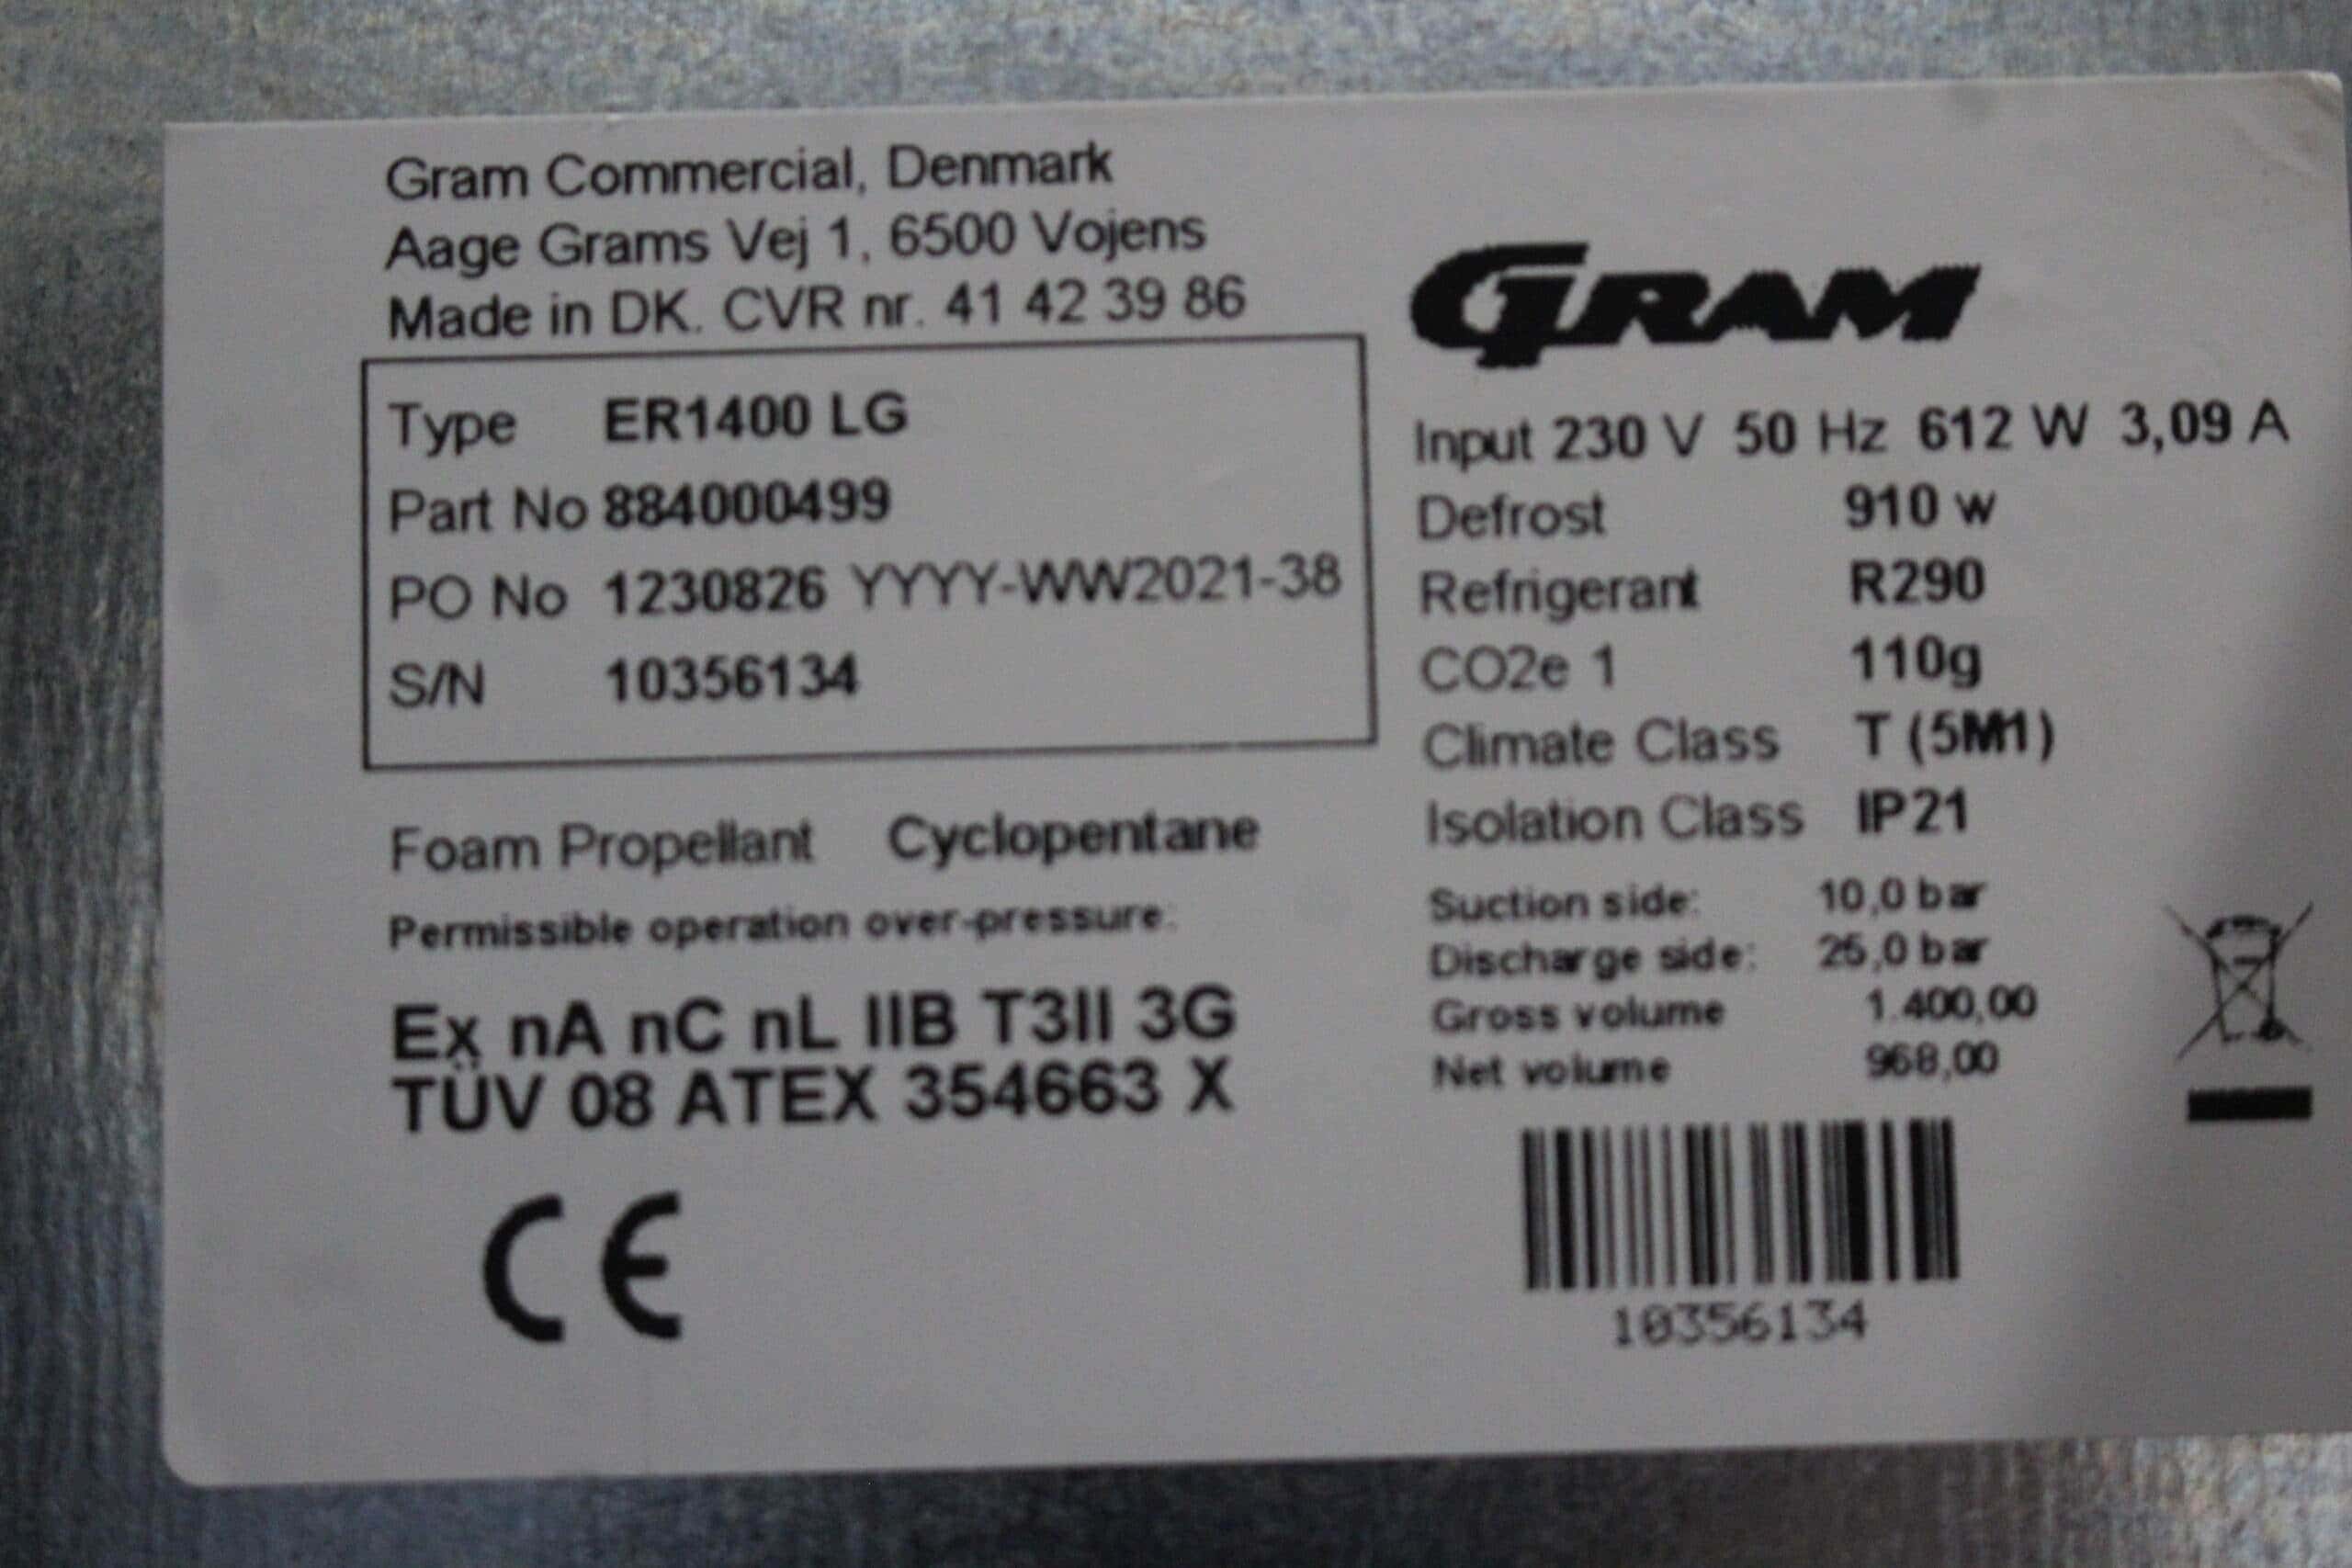 Gram Commercial, Denmark
Aage Grams Vej 1, 6500 Vojens
Made in DK. CVR nr. 41 42 39 86
Type ER1400 LG
Part No 884000499
PO No 1230826 YYYY-WW2021-38
S/N 10356134
Foam Propellant Cyclopentane
Permissible operation over-pressure:
Ex nA nC nL IIB T3II 3G
TÜV 08 ATEX 354663 X
CE
GRAM
Input 230 V 50 Hz 612 W 3,09 A
Defrost 910 w
Refrigerant R290
CO2e 1 110g
Climate Class T (5M1)
Isolation Class IP21
Suction side: 10,0 bar
Discharge side: 25,0 bar
Gross volume 1.400,00
Net volume 968,00
10356134